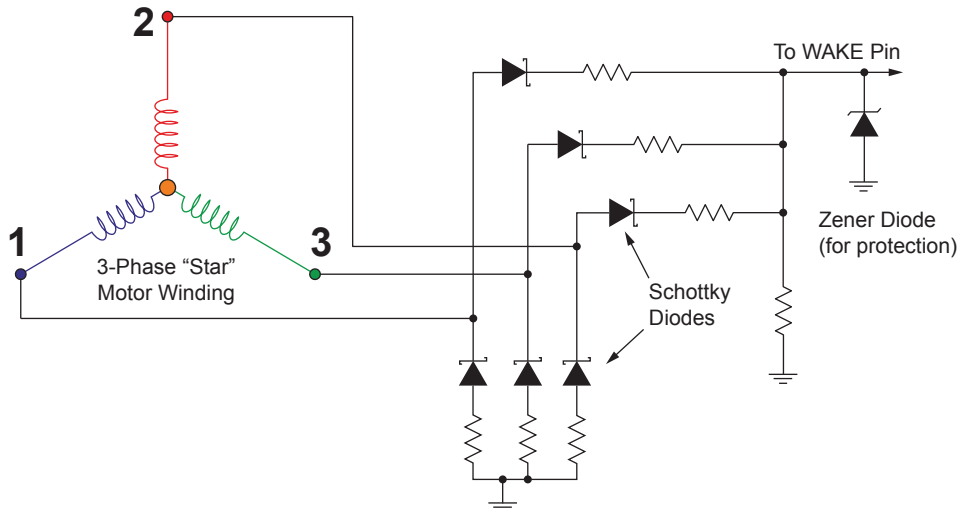 2
To WAKE Pin
1
3
3-Phase “Star”
Motor Winding
Zener Diode
(for protection)
Schottky
Diodes